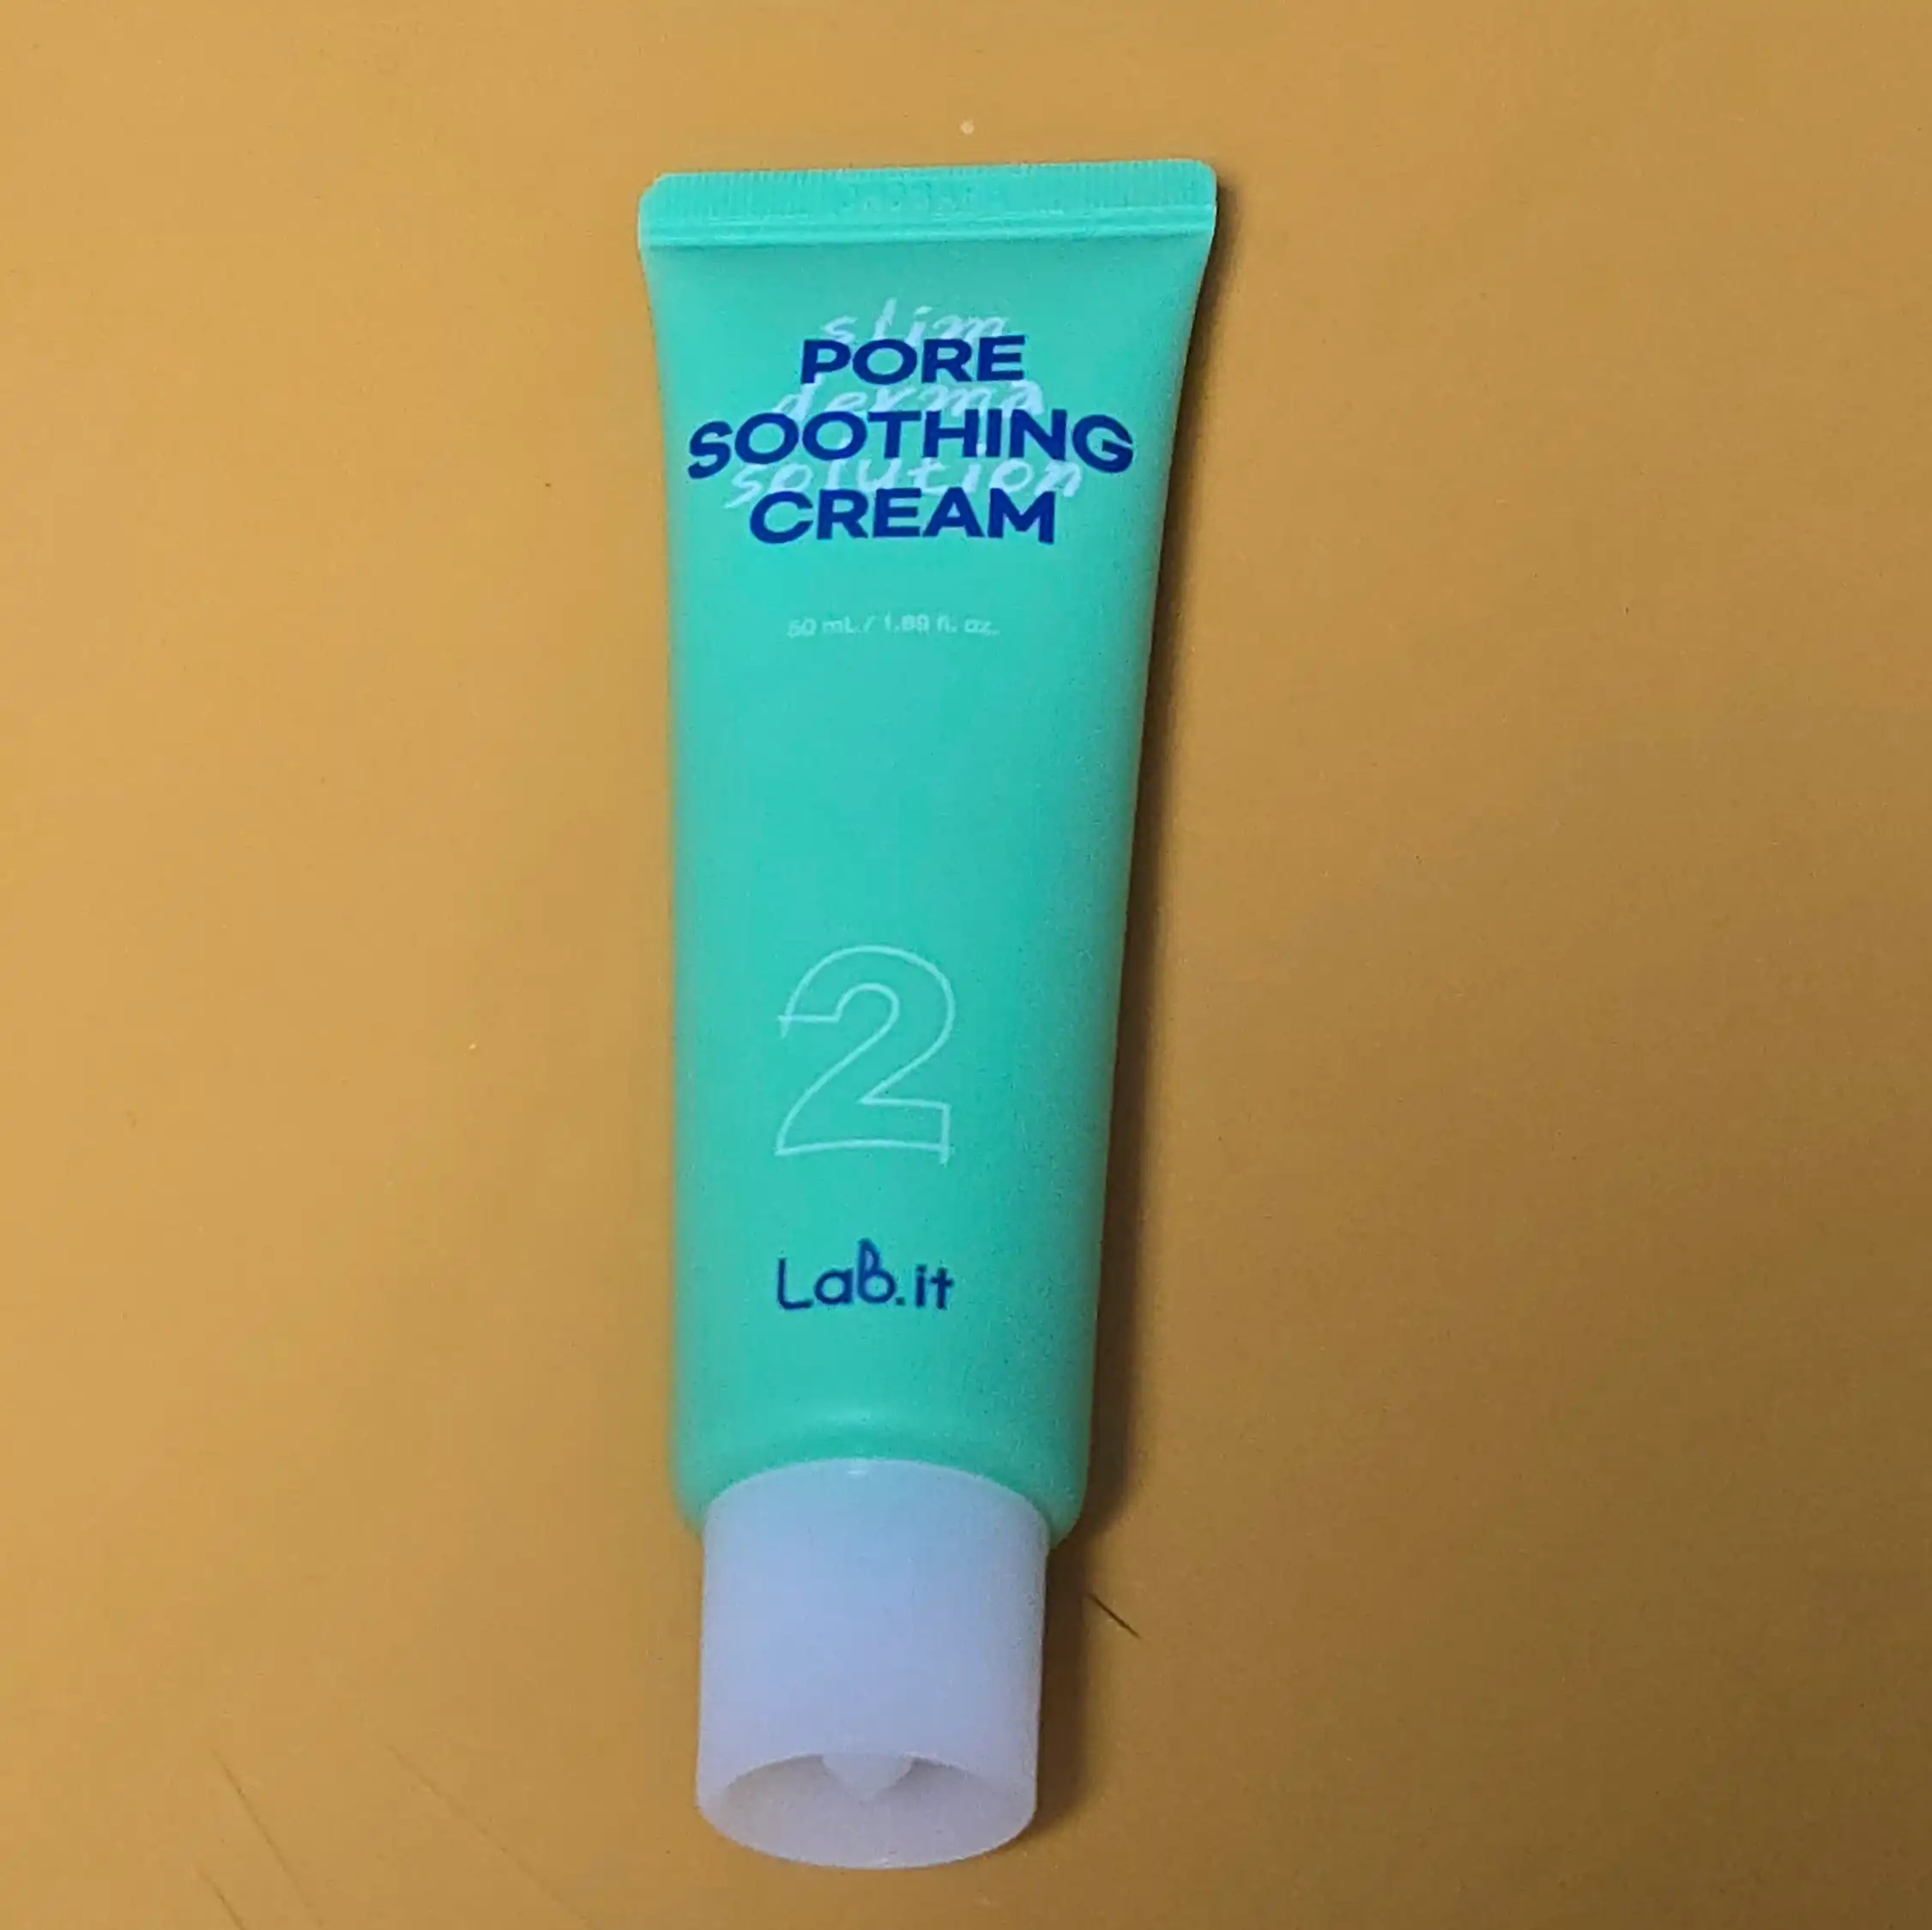 slim
PORE
derma
SOOTHING
solution
CREAM
50 mL / 1.69 fl. oz.
2
LaB.it